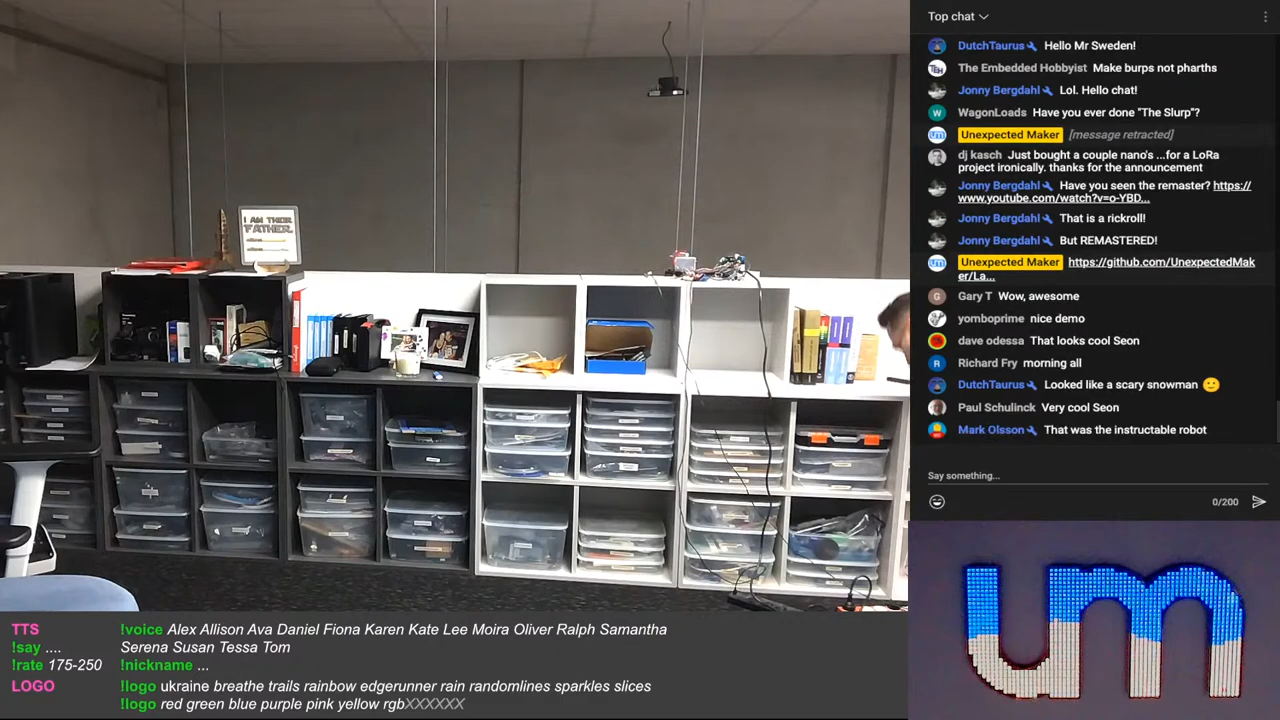 I AM THEIR
FATHER
Top chat
DutchTaurus Hello Mr Sweden!
The Embedded Hobbyist Make burps not pharths
Jonny Bergdahl Lol. Hello chat!
WagonLoads Have you ever done "The Slurp"?
Unexpected Maker [message retracted]
dj kasch Just bought a couple nano's ...for a LoRa
project ironically. thanks for the announcement
Jonny Bergdahl Have you seen the remaster? https://
www.youtube.com/watch?v=o-YBD...
Jonny Bergdahl That is a rickroll!
Jonny Bergdahl But REMASTERED!
Unexpected Maker https://github.com/UnexpectedMak
er/La...
Gary T Wow, awesome
yomboprime nice demo
dave odessa That looks cool Seon
Richard Fry morning all
DutchTaurus Looked like a scary snowman 🙂
Paul Schulinck Very cool Seon
Mark Olsson That was the instructable robot
Say something...
0/200
TTS !voice Alex Allison Ava Daniel Fiona Karen Kate Lee Moira Oliver Ralph Samantha
!say .... Serena Susan Tessa Tom
!rate 175-250 !nickname ...
LOGO !logo ukraine breathe trails rainbow edgerunner rain randomlines sparkles slices
!logo red green blue purple pink yellow rgbXXXXXX
um